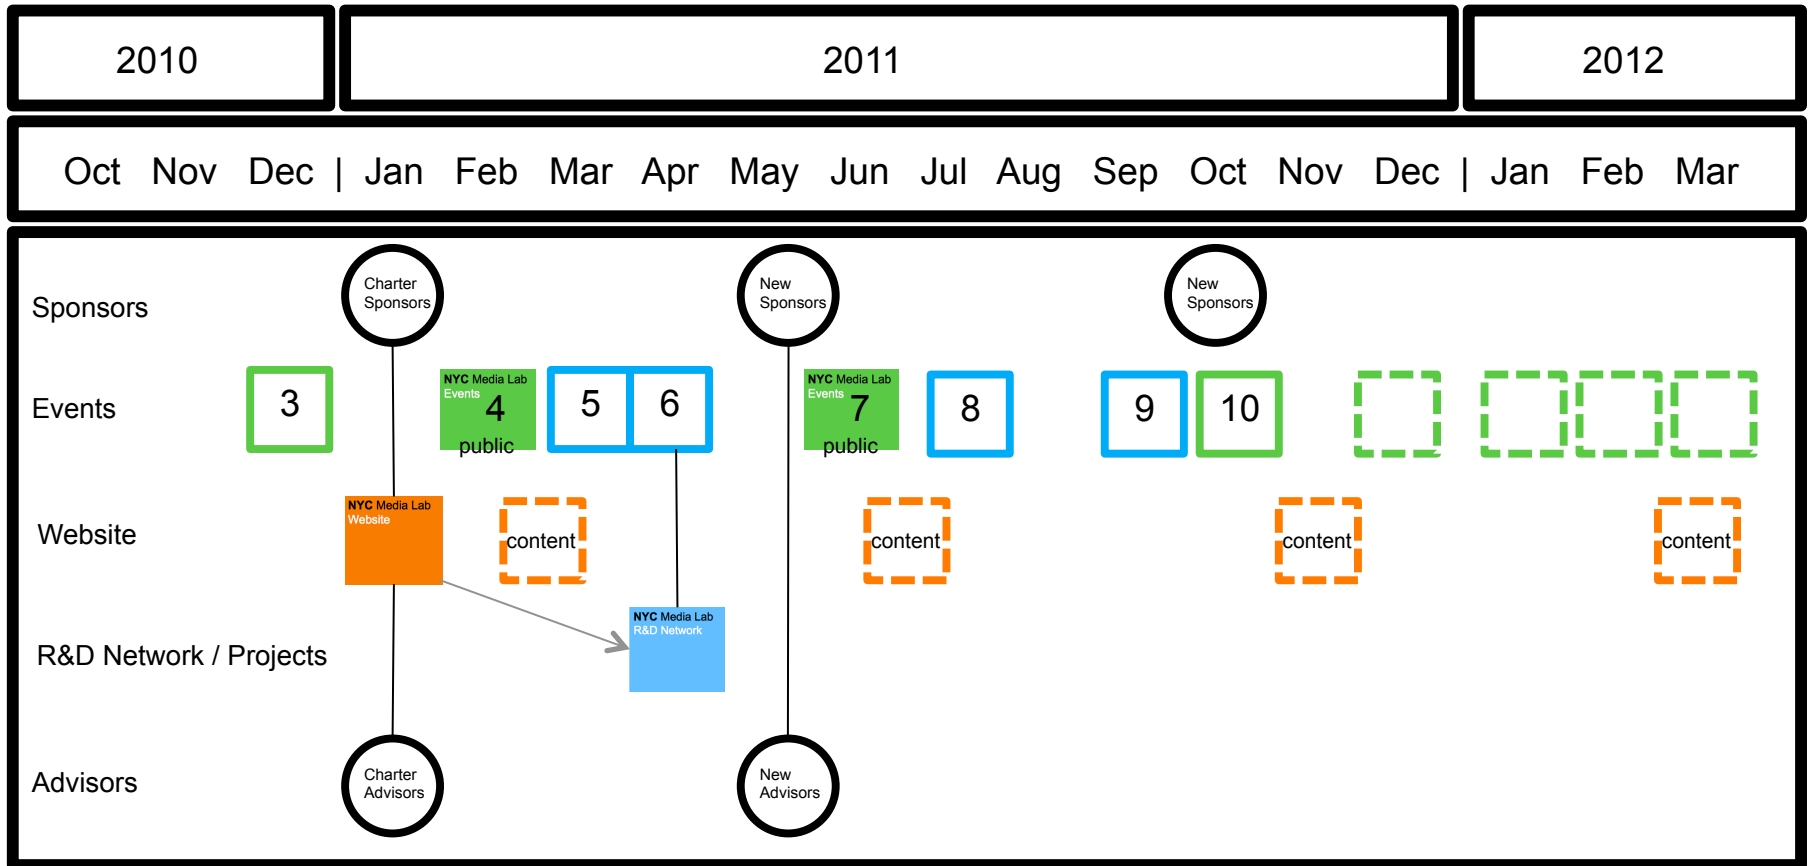 2010
2011
2012
Oct Nov Dec | Jan Feb Mar Apr May Jun Jul Aug Sep Oct Nov Dec | Jan Feb Mar
Sponsors
Charter
Sponsors
New
Sponsors
New
Sponsors
Events
3
NYC Media Lab
Events
4
public
5
6
NYC Media Lab
Events
7
public
8
9
10
Website
NYC Media Lab
Website
content
content
content
content
R&D Network / Projects
NYC Media Lab
R&D Network
Advisors
Charter
Advisors
New
Advisors